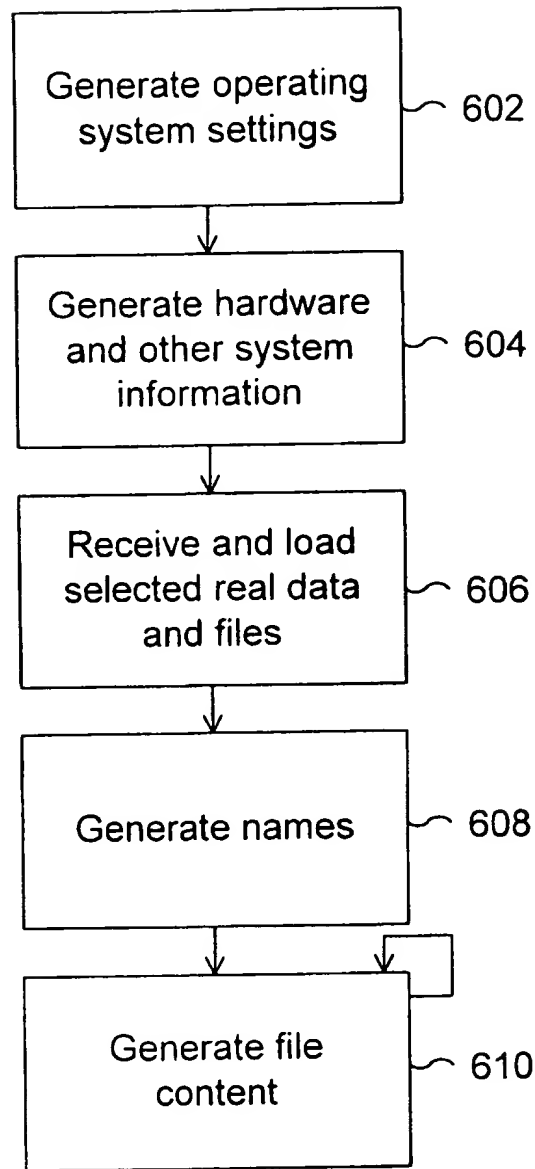 Generate operating
system settings
602
Generate hardware
and other system
information
604
Receive and load
selected real data
and files
606
Generate names
608
Generate file
content
610